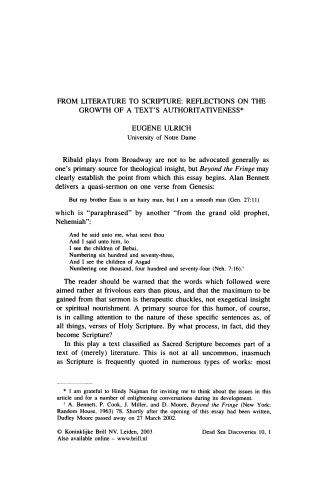 FROM LITERATURE TO SCRIPTURE: REFLECTIONS ON THE
GROWTH OF A TEXT'S AUTHORITATIVENESS*
EUGENE ULRICH
University of Notre Dame
Ribald plays from Broadway are not to be advocated generally as
one's primary source for theological insight, but Beyond the Fringe may
clearly establish the point from which this essay begins. Alan Bennett
delivers a quasi-sermon on one verse from Genesis:
But my brother Esau is an hairy man, but I am a smooth man (Gen. 27:11)
which is "paraphrased" by another "from the grand old prophet,
Nehemiah":
And he said unto me, what seest thou
And I said unto him, lo
I see the children of Bebai,
Numbering six hundred and seventy-three,
And I see the children of Asgad
Numbering one thousand, four hundred and seventy-four (Neh. 7:16).¹
The reader should be warned that the words which followed were
aimed rather at frivolous ears than pious, and that the maximum to be
gained from that sermon is therapeutic chuckles, not exegetical insight
or spiritual nourishment. A primary source for this humor, of course,
is in calling attention to the nature of these specific sentences as, of
all things, verses of Holy Scripture. By what process, in fact, did they
become Scripture?
In this play a text classified as Sacred Scripture becomes part of a
text of (merely) literature. This is not at all uncommon, inasmuch
as Scripture is frequently quoted in numerous types of works: most
* I am grateful to Hindy Najman for inviting me to think about the issues in this
article and for a number of enlightening conversations during its development.
¹ A. Bennett, P. Cook, J. Miller, and D. Moore, Beyond the Fringe (New York:
Random House, 1963) 78. Shortly after the opening of this essay had been written,
Dudley Moore passed away on 27 March 2002.
© Koninklijke Brill NV, Leiden, 2003 Dead Sea Discoveries 10, 1
Also available online – www.brill.nl